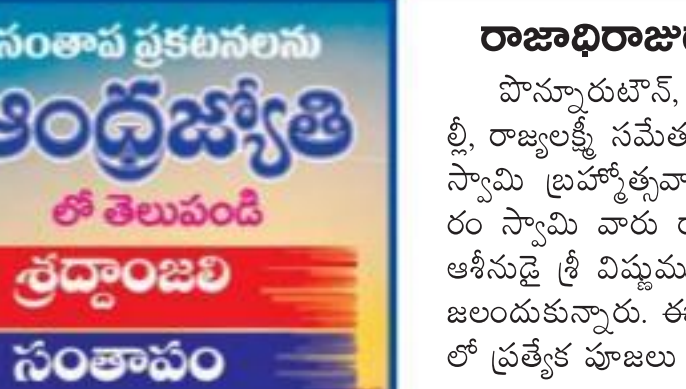 సంతాప ప్రకటనలను
ఆంధ్రజ్యోతి
లో తెలుపండి
శ్రద్ధాంజలి
సంతాపం
రాజాధిరాజు
పొన్నూరుటౌన్,
ల్లీ, రాజ్యలక్ష్మీ సమేత
స్వామి బ్రహ్మోత్సవా
రం స్వామి వారు
ఆశీనుడై శ్రీ విష్ణుమ
జలందుకున్నారు. ఈ
లో ప్రత్యేక పూజలు